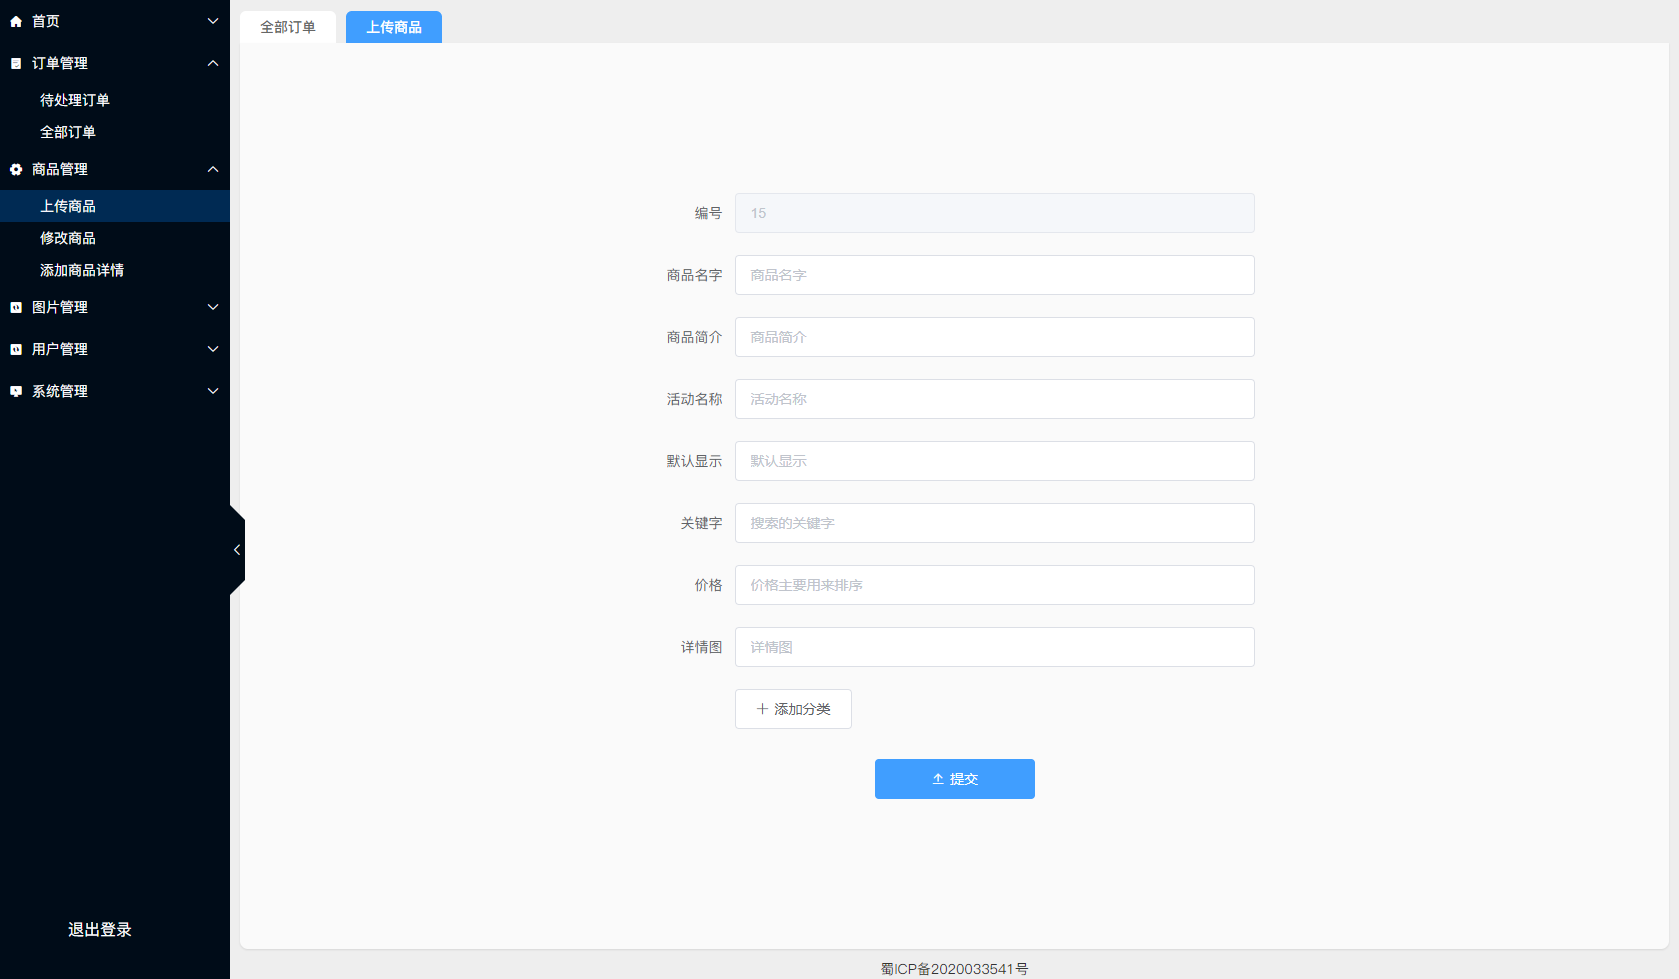 首页
订单管理
待处理订单
全部订单
商品管理
上传商品
修改商品
添加商品详情
图片管理
用户管理
系统管理
退出登录
全部订单 上传商品
编号 15
商品名字 商品名字
商品简介 商品简介
活动名称 活动名称
默认显示 默认显示
关键字 搜索的关键字
价格 价格主要用来排序
详情图 详情图
添加分类
提交
蜀ICP备2020033541号